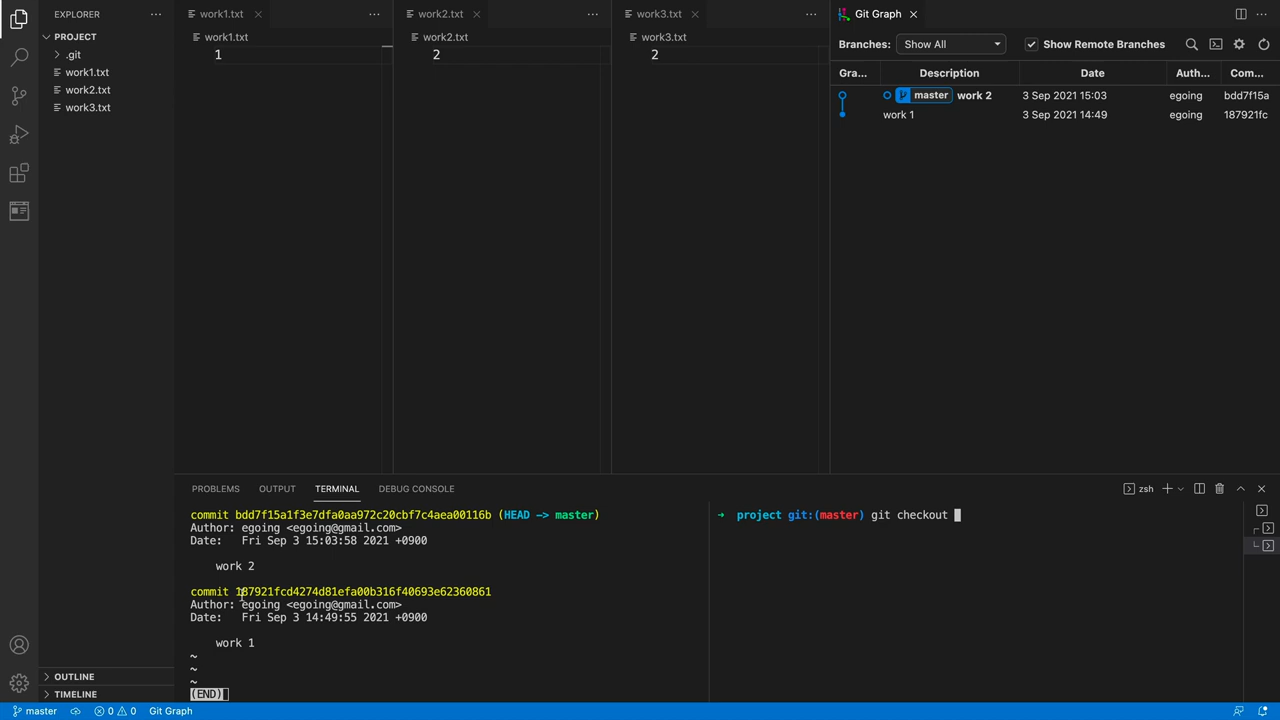 EXPLORER
PROJECT
.git
work1.txt
work2.txt
work3.txt
OUTLINE
TIMELINE
work1.txt
work1.txt
1
work2.txt
work2.txt
2
work3.txt
work3.txt
2
Git Graph
Branches: Show All Show Remote Branches
Gra... Description Date Auth... Com...
master work 2 3 Sep 2021 15:03 egoing bdd7f15a
work 1 3 Sep 2021 14:49 egoing 187921fc
PROBLEMS OUTPUT TERMINAL DEBUG CONSOLE zsh
commit bdd7f15a1f3e7dfa0aa972c20cbf7c4aea00116b (HEAD -> master)
Author: egoing <egoing@gmail.com>
Date: Fri Sep 3 15:03:58 2021 +0900
work 2
commit 187921fcd4274d81efa00b316f40693e62360861
Author: egoing <egoing@gmail.com>
Date: Fri Sep 3 14:49:55 2021 +0900
work 1
~
~
~
(END)
→ project git:(master) git checkout
master 0 0 Git Graph